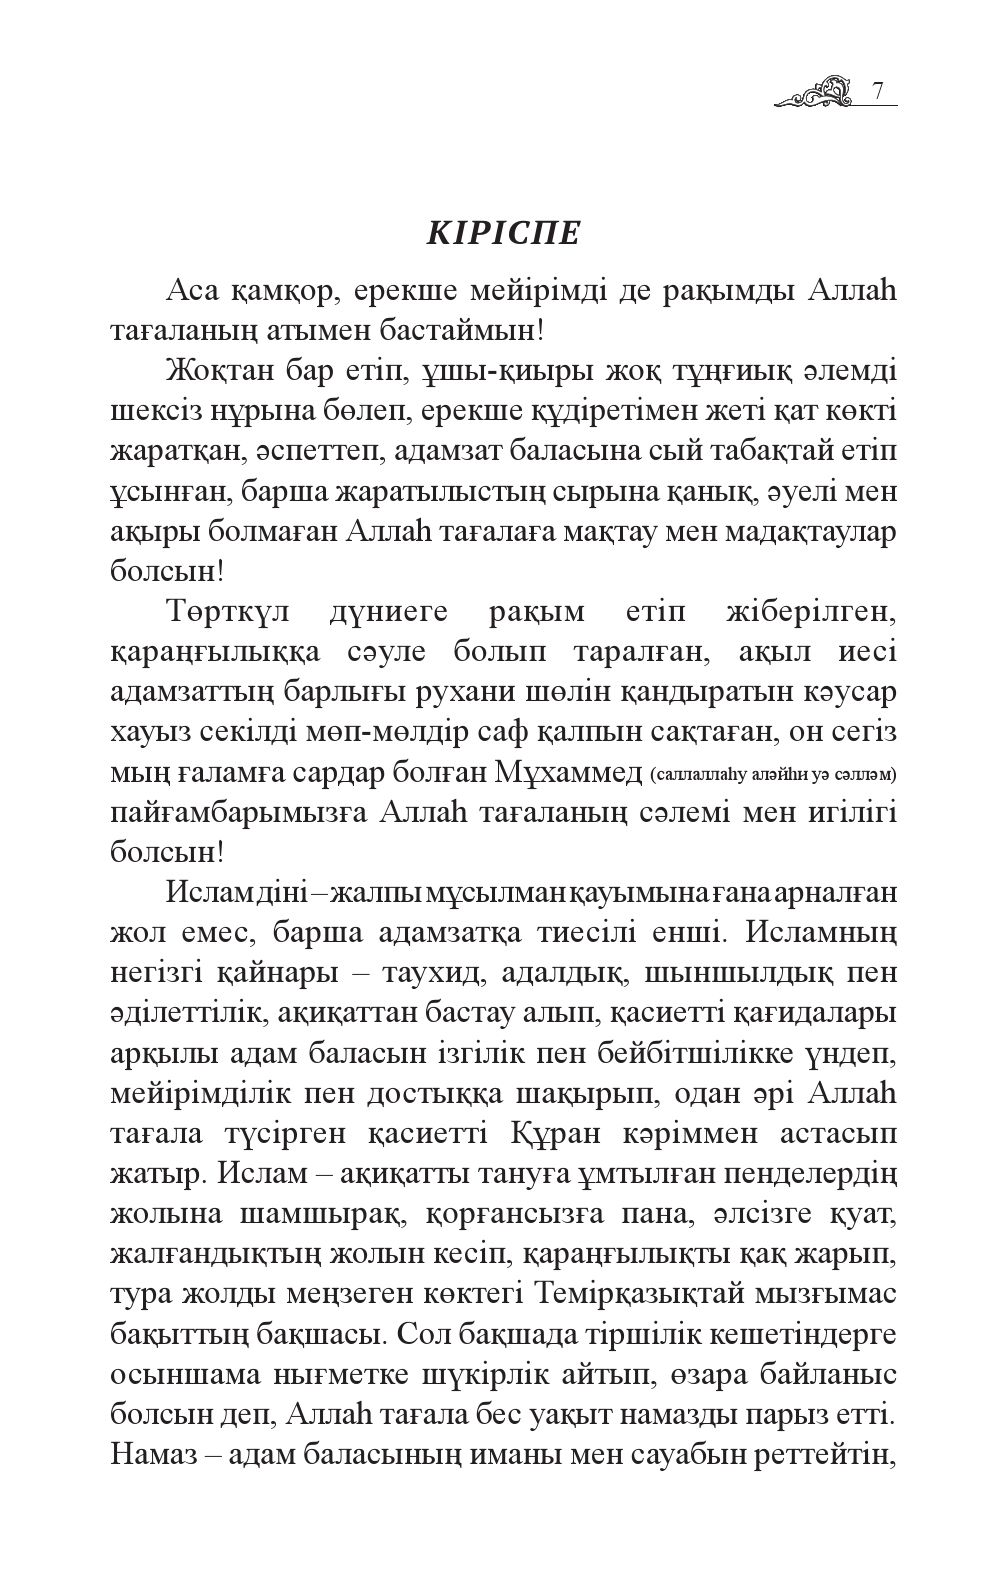 7
КІРІСПЕ
Аса қамқор, ерекше мейірімді де рақымды Аллаһ
тағаланың атымен бастаймын!
Жоқтан бар етіп, ұшы-қиыры жоқ тұңғиық әлемді
шексіз нұрына бөлеп, ерекше құдіретімен жеті қат көкті
жаратқан, әспеттеп, адамзат баласына сый табақтай етіп
ұсынған, барша жаратылыстың сырына қанық, әуелі мен
ақыры болмаған Аллаһ тағалаға мақтау мен мадақтаулар
болсын!
Төрткүл дүниеге рақым етіп жіберілген,
қараңғылыққа сәуле болып таралған, ақыл иесі
адамзаттың барлығы рухани шөлін қандыратын кәусар
хауыз секілді мөп-мөлдір саф қалпын сақтаған, он сегіз
мың ғаламға сардар болған Мұхаммед (саллаллаһу аләйһи уә сәлләм)
пайғамбарымызға Аллаһ тағаланың сәлемі мен игілігі
болсын!
Ислам діні – жалпы мұсылман қауымына ғана арналған
жол емес, барша адамзатқа тиесілі енші. Исламның
негізгі қайнары – таухид, адалдық, шыншылдық пен
әділеттілік, ақиқаттан бастау алып, қасиетті қағидалары
арқылы адам баласын ізгілік пен бейбітшілікке үндеп,
мейірімділік пен достыққа шақырып, одан әрі Аллаһ
тағала түсірген қасиетті Құран кәріммен астасып
жатыр. Ислам – ақиқатты тануға ұмтылған пенделердің
жолына шамшырақ, қорғансызға пана, әлсізге қуат,
жалғандықтың жолын кесіп, қараңғылықты қақ жарып,
тура жолды меңзеген көктегі Темірқазықтай мызғымас
бақыттың бақшасы. Сол бақшада тіршілік кешетіндерге
осыншама нығметке шүкірлік айтып, өзара байланыс
болсын деп, Аллаһ тағала бес уақыт намазды парыз етті.
Намаз – адам баласының иманы мен сауабын реттейтін,